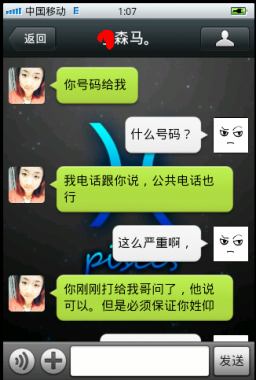 中国移动 E 1:07
返回 森马。
你号码给我
什么号码？
我电话跟你说，公共电话也
行
这么严重啊，
pisces
你刚刚打给我哥问了，他说
可以。但是必须保证你姓仰
发送